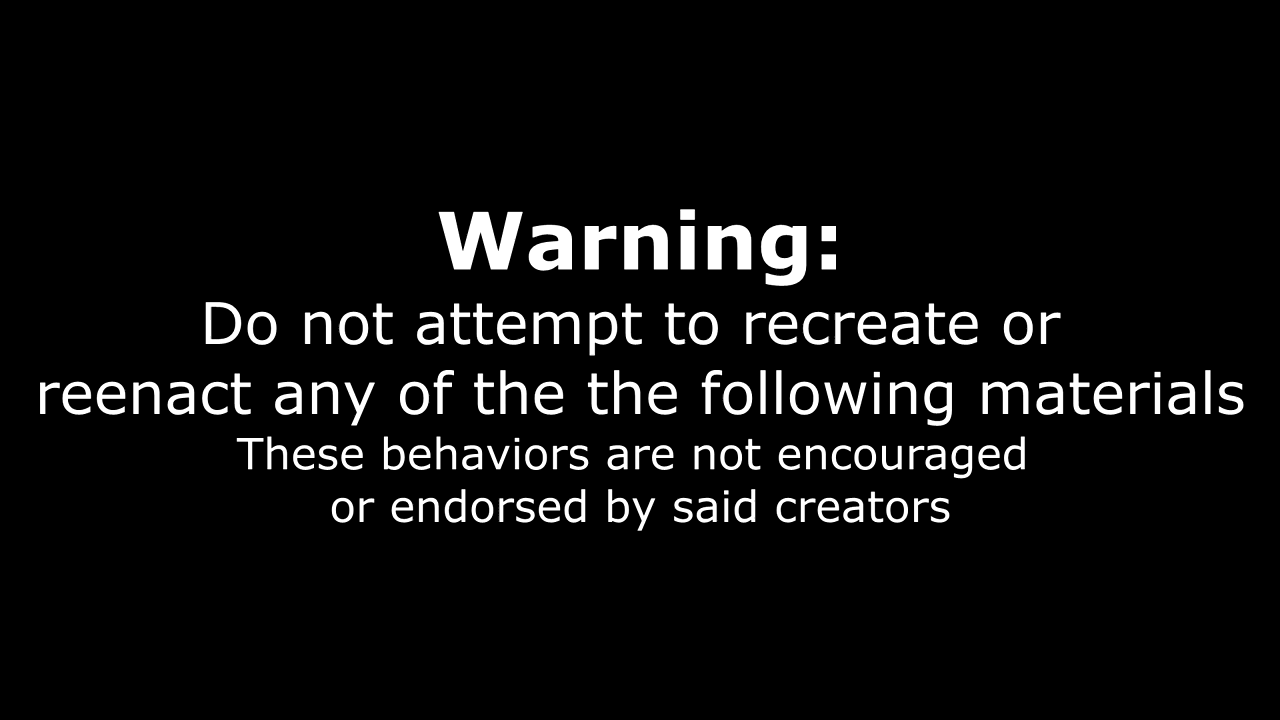 Warning:
Do not attempt to recreate or
reenact any of the the following materials
These behaviors are not encouraged
or endorsed by said creators